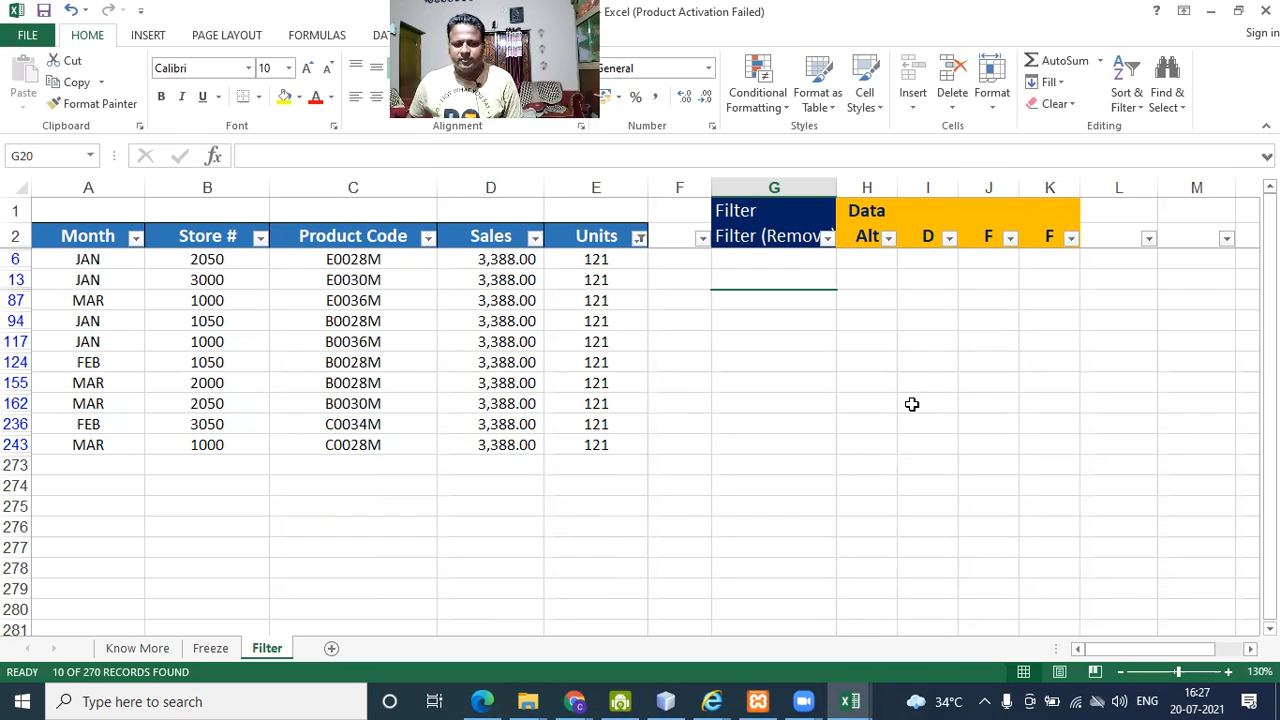 Excel (Product Activation Failed)
Sign in
FILE HOME INSERT PAGE LAYOUT FORMULAS
Paste
Cut
Copy
Format Painter
Clipboard
Calibri 10
B I U
Font
Alignment
General
Number
Conditional Formatting
Format as Table
Cell Styles
Styles
Insert
Delete
Format
Cells
AutoSum
Fill
Clear
Sort & Filter
Find & Select
Editing
G20
A B C D E F G H I J K L M
1 Filter Data
2 Month Store # Product Code Sales Units Alt D F F
6 JAN 2050 E0028M 3,388.00 121
13 JAN 3000 E0030M 3,388.00 121
87 MAR 1000 E0036M 3,388.00 121
94 JAN 1050 B0028M 3,388.00 121
117 JAN 1000 B0036M 3,388.00 121
124 FEB 1050 B0028M 3,388.00 121
155 MAR 2000 B0028M 3,388.00 121
162 MAR 2050 B0030M 3,388.00 121
236 FEB 3050 C0034M 3,388.00 121
243 MAR 1000 C0028M 3,388.00 121
273
274
275
276
277
278
279
280
281
Know More Freeze Filter
READY 10 OF 270 RECORDS FOUND
130%
Type here to search
34°C
ENG
16:27
20-07-2021